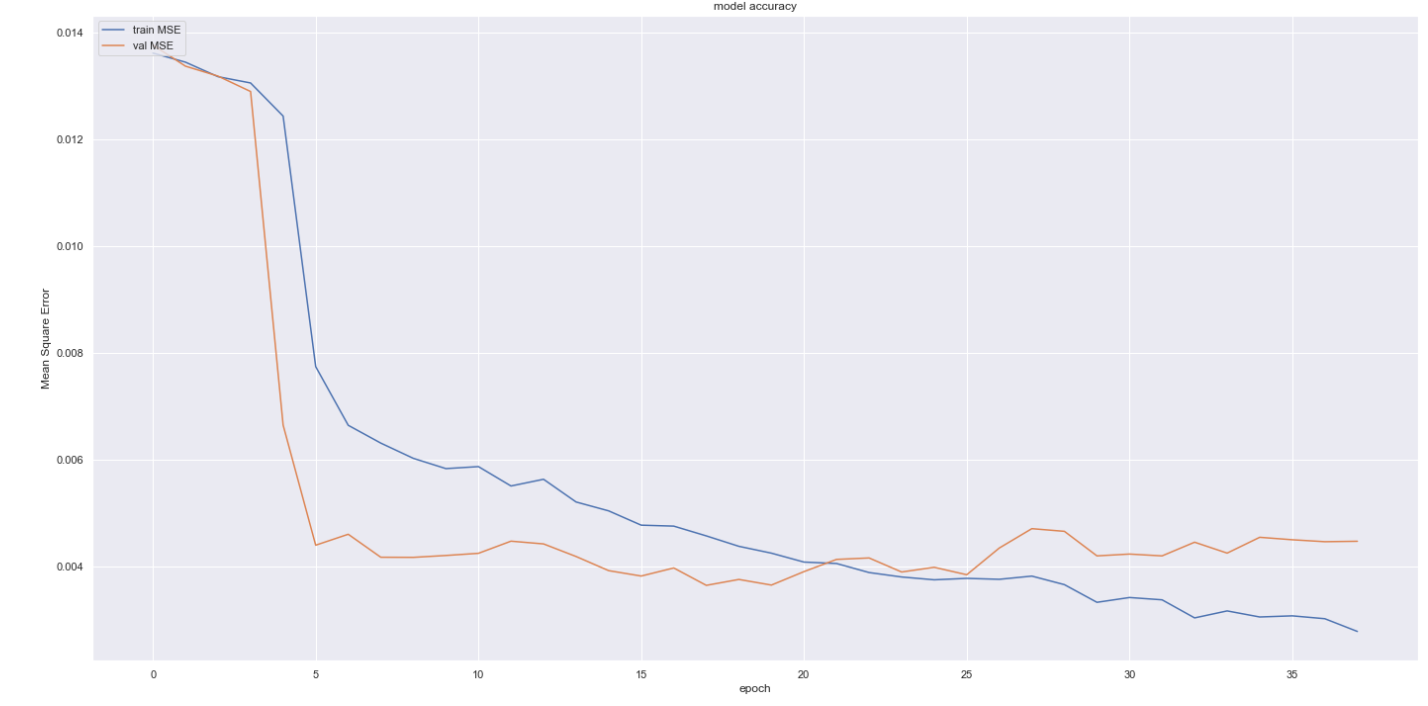 model accuracy
train MSE
val MSE
0.014
0.012
0.010
0.008
0.006
0.004
Mean Square Error
0 5 10 15 20 25 30 35
epoch